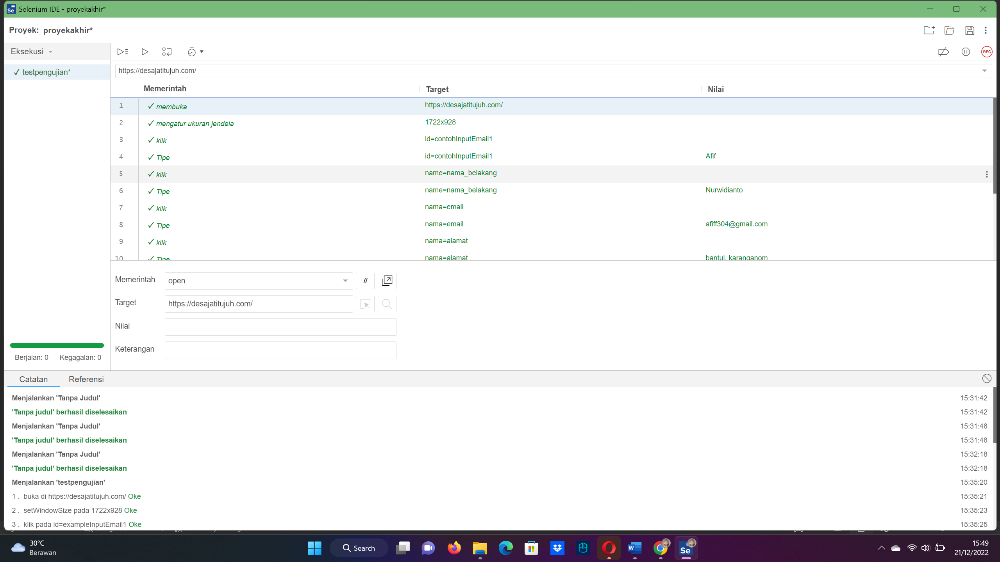 Selenium IDE - proyekakhir*
Proyek: proyekakhir*
Eksekusi
✓ testpengujian*
REC
https://desajatitujuh.com/
Memerintah Target Nilai
1 ✓ membuka https://desajatitujuh.com/
2 ✓ mengatur ukuran jendela 1722x928
3 ✓ klik id=contohInputEmail1
4 ✓ Tipe id=contohInputEmail1 Afif
5 ✓ klik name=nama_belakang
6 ✓ Tipe name=nama_belakang Nurwidianto
7 ✓ klik nama=email
8 ✓ Tipe nama=email afiff304@gmail.com
9 ✓ klik nama=alamat
10 ✓ Tipe nama=alamat bantul, karanganom
Memerintah open //
Target https://desajatitujuh.com/
Nilai
Keterangan
Berjalan: 0 Kegagalan: 0
Catatan Referensi
Menjalankan 'Tanpa Judul' 15:31:42
'Tanpa judul' berhasil diselesaikan 15:31:42
Menjalankan 'Tanpa Judul' 15:31:48
'Tanpa judul' berhasil diselesaikan 15:31:48
Menjalankan 'Tanpa Judul' 15:32:18
'Tanpa judul' berhasil diselesaikan 15:32:18
Menjalankan 'testpengujian' 15:35:20
1 . buka di https://desajatitujuh.com/ Oke 15:35:21
2 . setWindowSize pada 1722x928 Oke 15:35:23
3 . klik pada id=exampleInputEmail1 Oke 15:35:25
30°C
Berawan
Search
15:49
21/12/2022